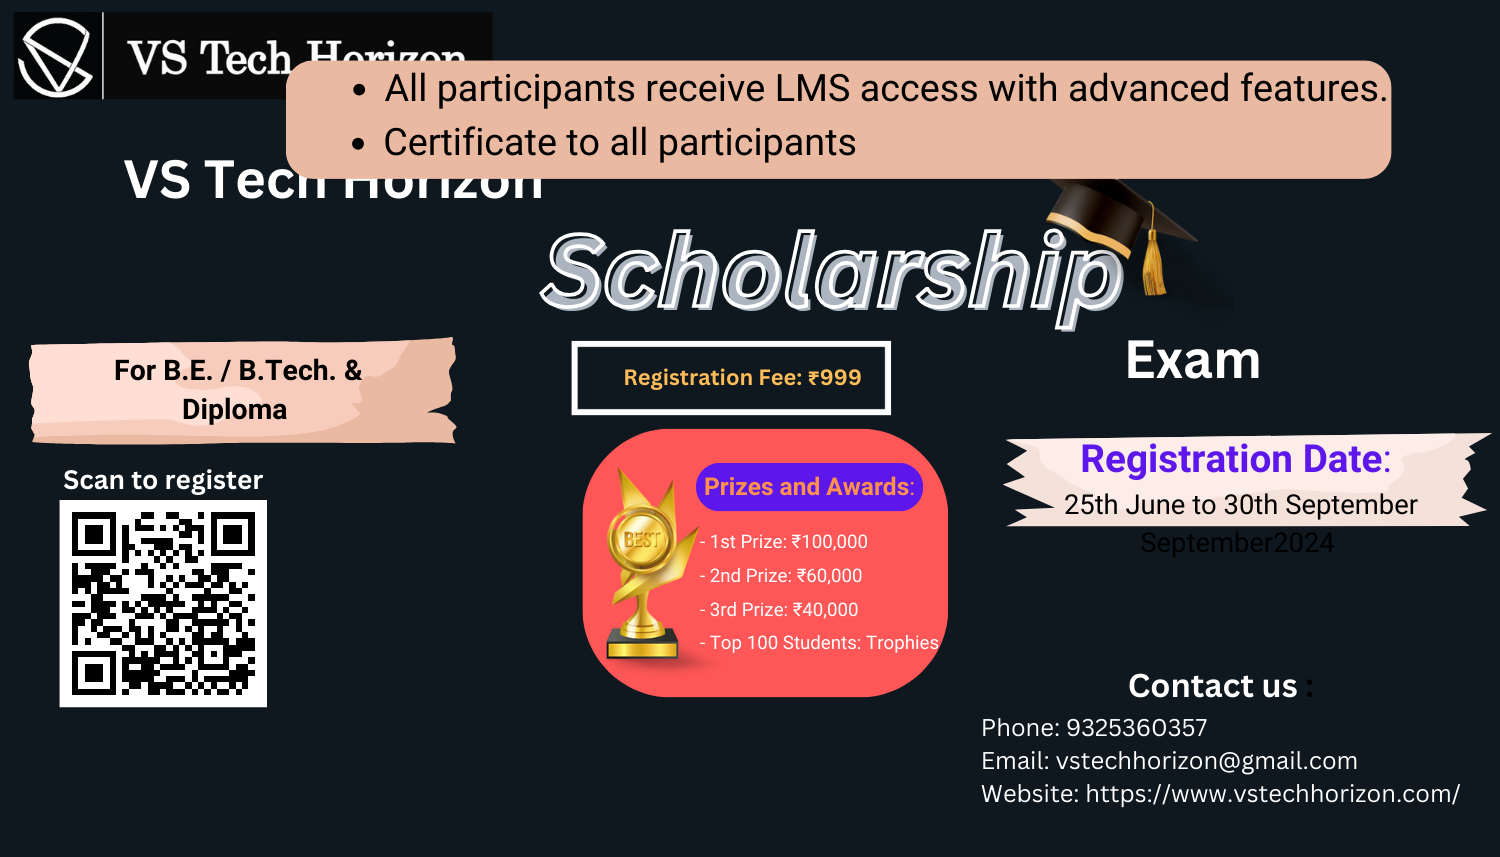 VS Tech Horizon
• All participants receive LMS access with advanced features.
• Certificate to all participants
VS Tech Horizon
Scholarship
Exam
For B.E. / B.Tech. &
Diploma
Registration Fee: ₹999
Scan to register
Prizes and Awards:
BEST
- 1st Prize: ₹100,000
- 2nd Prize: ₹60,000
- 3rd Prize: ₹40,000
- Top 100 Students: Trophies
Registration Date:
25th June to 30th September
September2024
Contact us :
Phone: 9325360357
Email: vstechhorizon@gmail.com
Website: https://www.vstechhorizon.com/